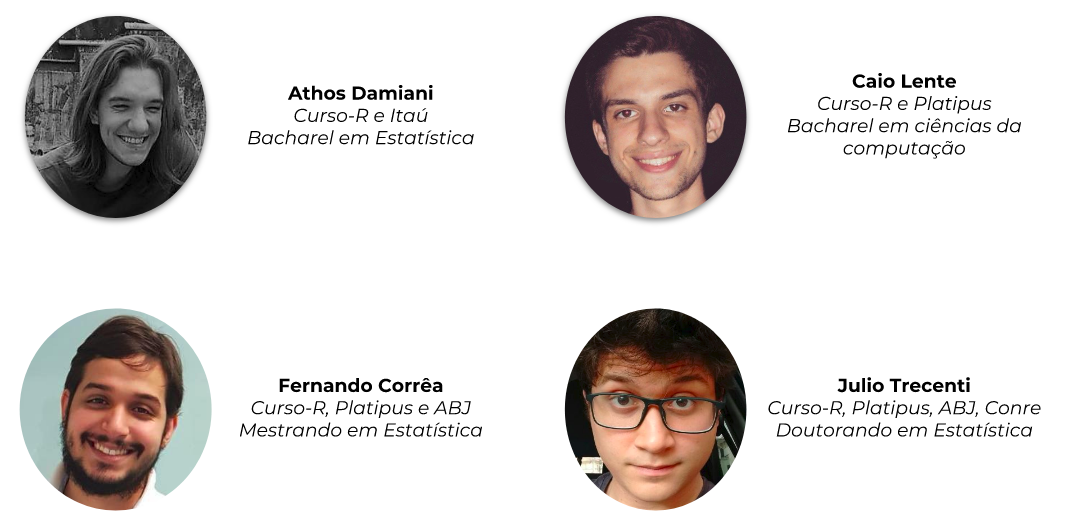 Athos Damiani
Curso-R e Itaú
Bacharel em Estatística
Caio Lente
Curso-R e Platipus
Bacharel em ciências da
computação
Fernando Corrêa
Curso-R, Platipus e ABJ
Mestrando em Estatística
Julio Trecenti
Curso-R, Platipus, ABJ, Conre
Doutorando em Estatística